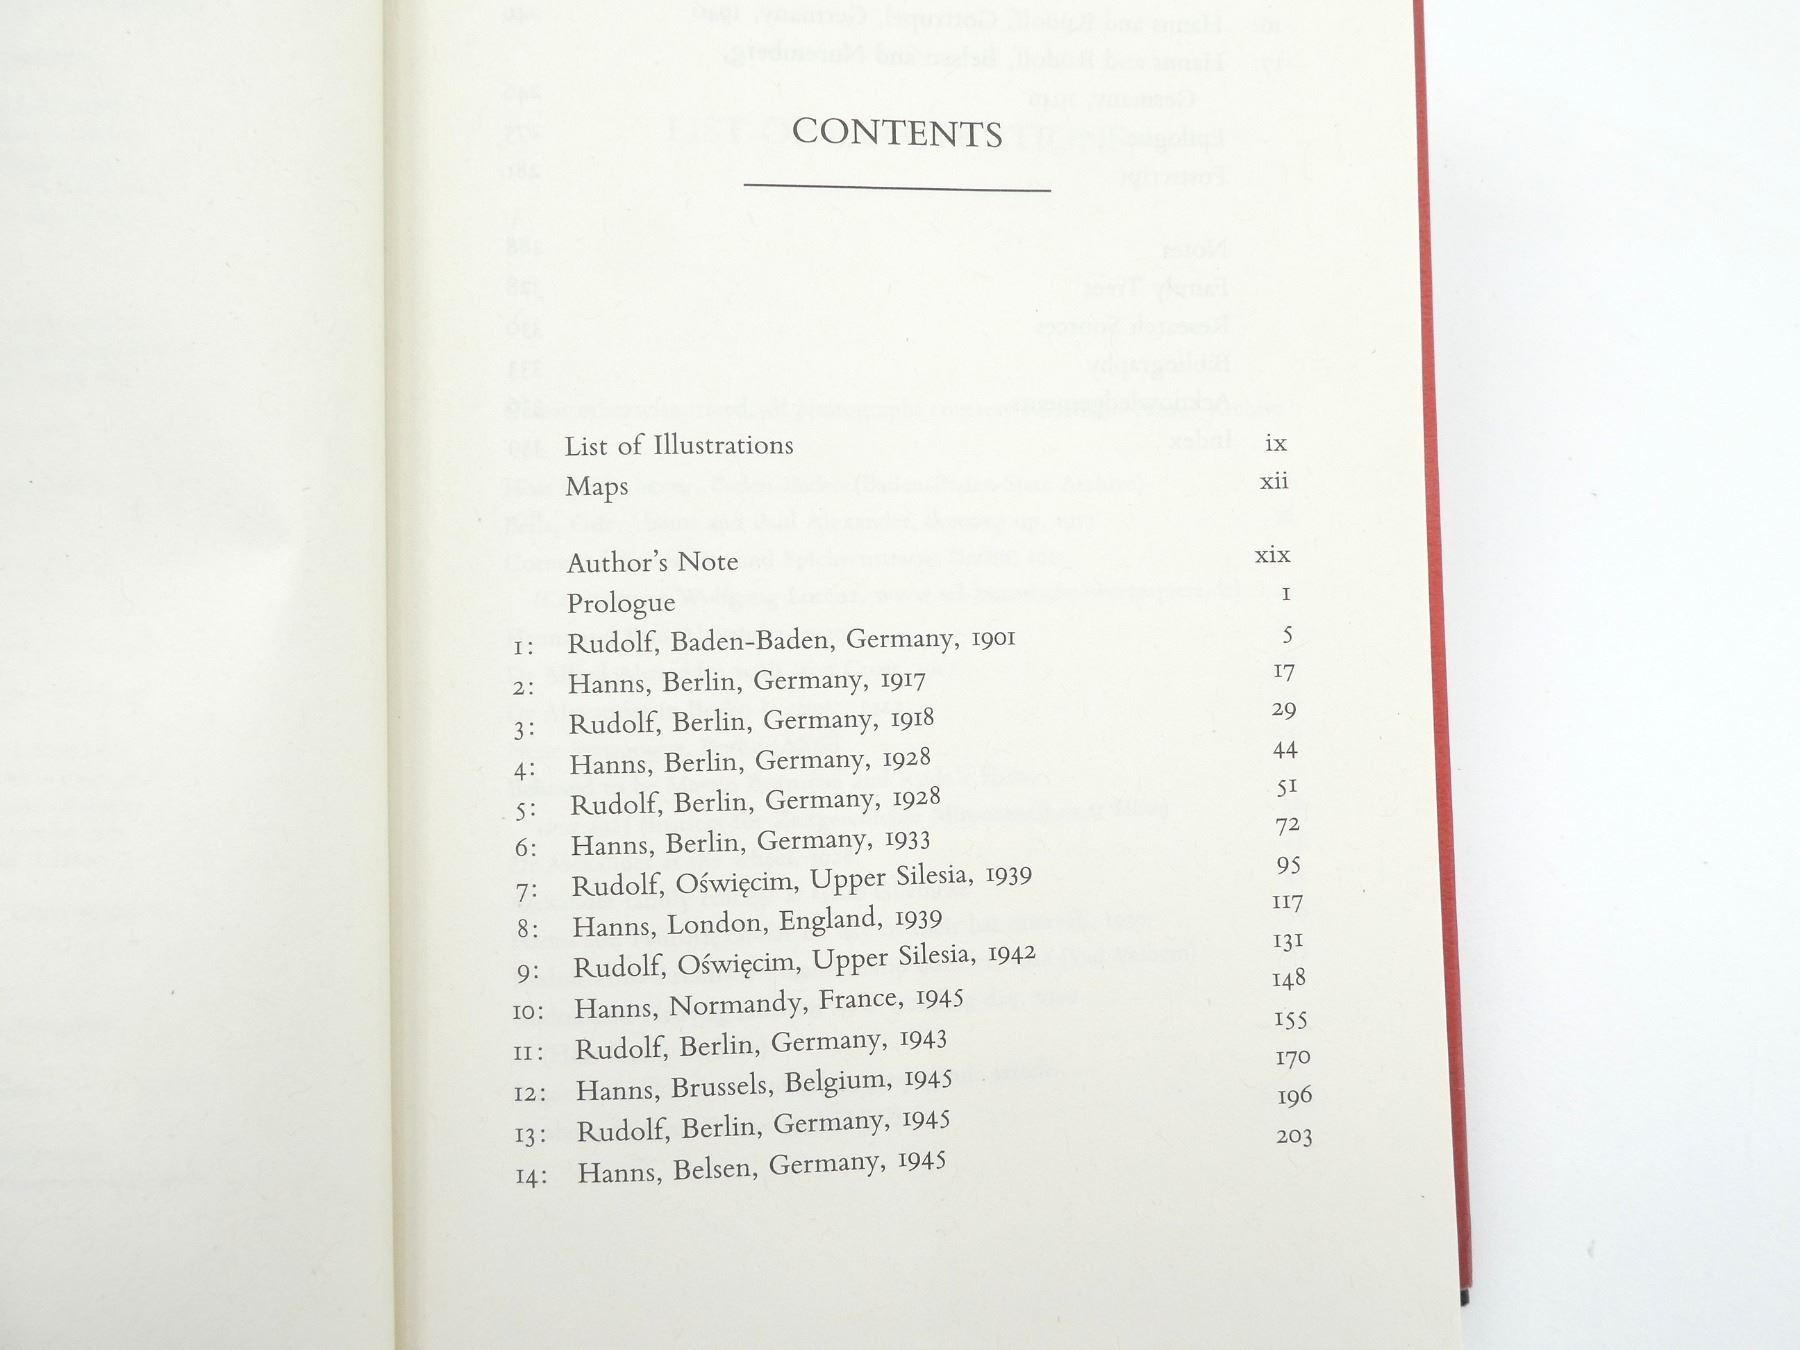 CONTENTS
List of Illustrations ix
Maps xii
Author's Note xix
Prologue 1
1: Rudolf, Baden-Baden, Germany, 1901 5
2: Hanns, Berlin, Germany, 1917 17
3: Rudolf, Berlin, Germany, 1918 29
4: Hanns, Berlin, Germany, 1928 44
5: Rudolf, Berlin, Germany, 1928 51
6: Hanns, Berlin, Germany, 1933 72
7: Rudolf, Oświęcim, Upper Silesia, 1939 95
8: Hanns, London, England, 1939 117
9: Rudolf, Oświęcim, Upper Silesia, 1942 131
10: Hanns, Normandy, France, 1945 148
11: Rudolf, Berlin, Germany, 1943 155
12: Hanns, Brussels, Belgium, 1945 170
13: Rudolf, Berlin, Germany, 1945 196
14: Hanns, Belsen, Germany, 1945 203